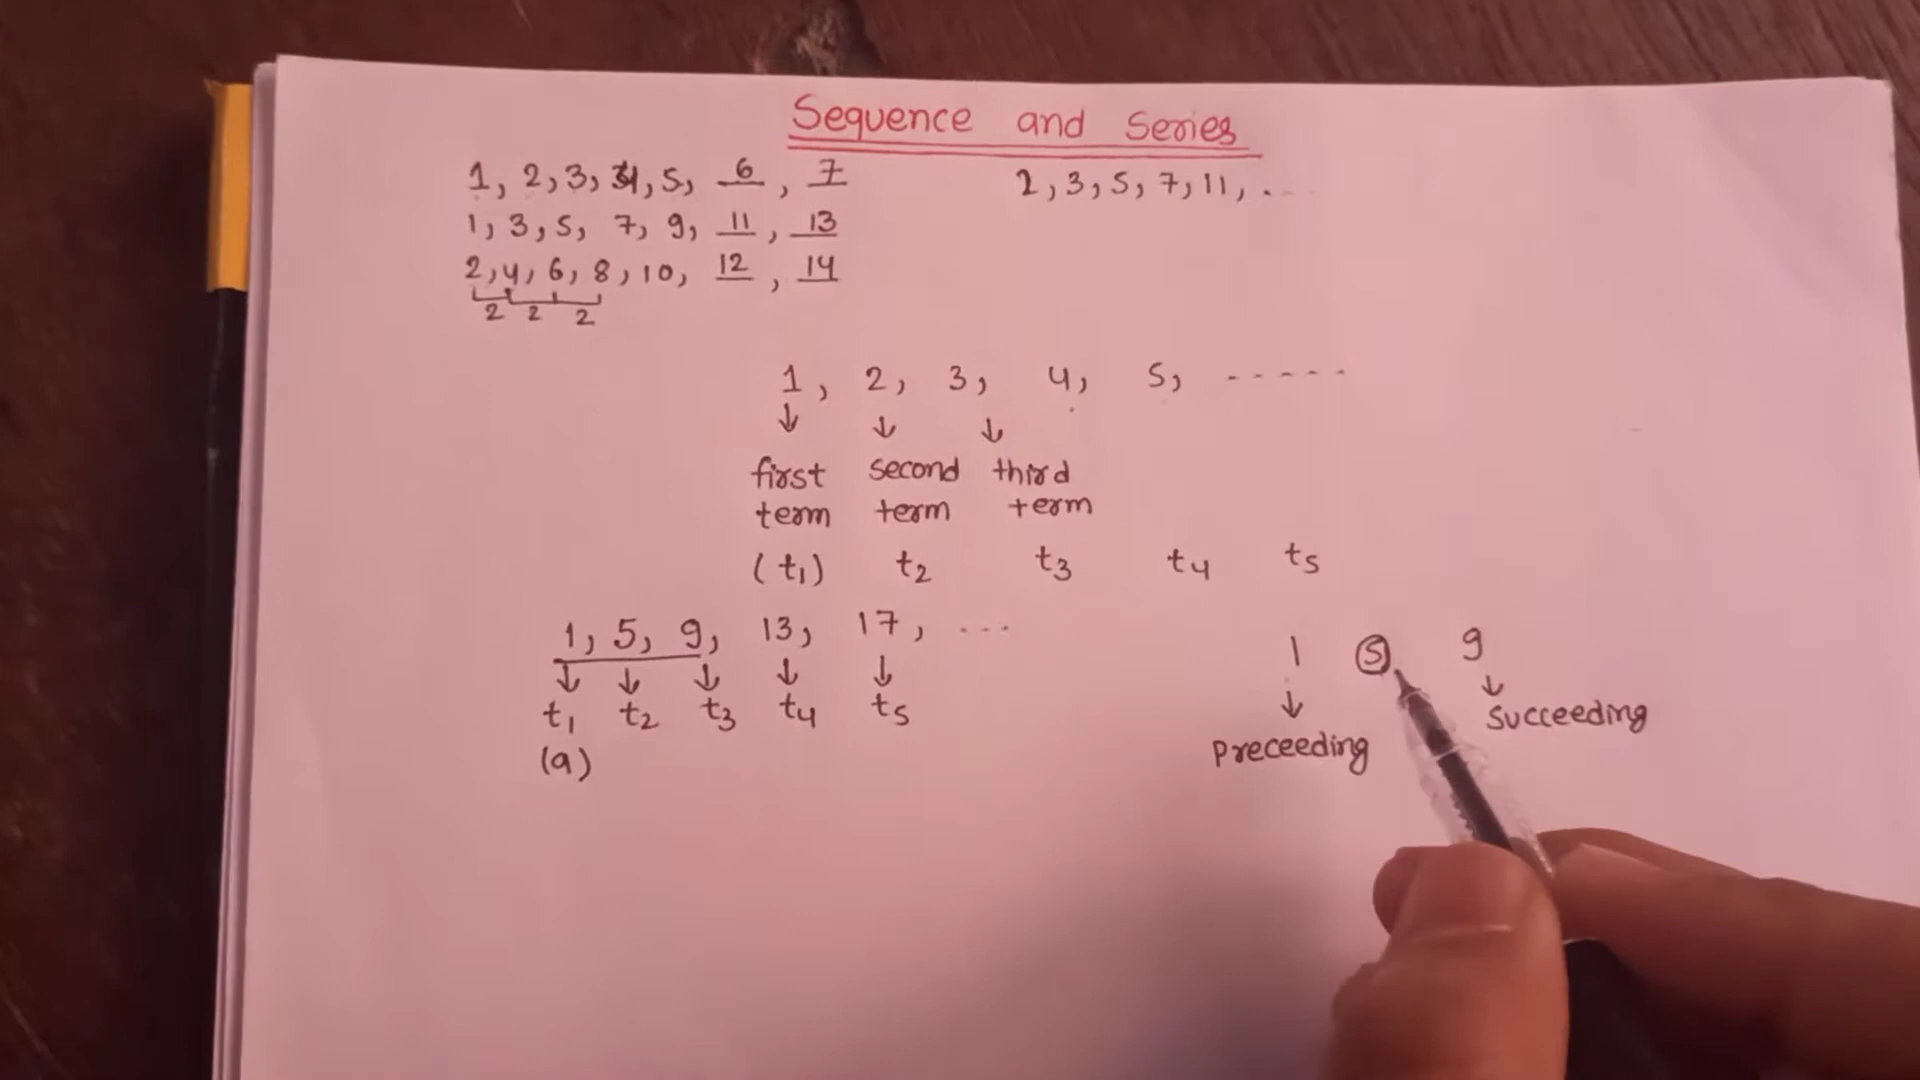 Sequence and Series
1, 2, 3, 4, 5, 6, 7
2, 3, 5, 7, 11, ...
1, 3, 5, 7, 9, 11, 13
2, 4, 6, 8, 10, 12, 14
2 2 2
1, 2, 3, 4, 5, -----
↓ ↓ ↓
first second third
term term term
(t1) t2 t3 t4 t5
1, 5, 9, 13, 17, ...
↓ ↓ ↓ ↓ ↓
t1 t2 t3 t4 t5
(a)
1 5 9
↓ ↓
Succeeding
Preceeding